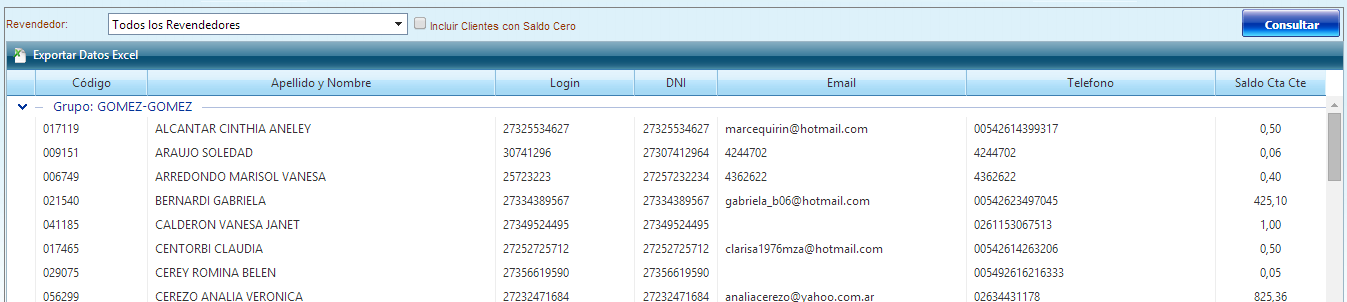 Revendedor: Todos los Revendedores Incluir Clientes con Saldo Cero Consultar
Exportar Datos Excel
Código Apellido y Nombre Login DNI Email Telefono Saldo Cta Cte
Grupo: GOMEZ-GOMEZ
017119 ALCANTAR CINTHIA ANELEY 27325534627 27325534627 marcequirin@hotmail.com 00542614399317 0,50
009151 ARAUJO SOLEDAD 30741296 27307412964 4244702 4244702 0,06
006749 ARREDONDO MARISOL VANESA 25723223 27257232234 4362622 4362622 0,40
021540 BERNARDI GABRIELA 27334389567 27334389567 gabriela_b06@hotmail.com 00542623497045 425,10
041185 CALDERON VANESA JANET 27349524495 27349524495 0261153067513 1,00
017465 CENTORBI CLAUDIA 27252725712 27252725712 clarisa1976mza@hotmail.com 00542614263206 0,50
029075 CEREY ROMINA BELEN 27356619590 27356619590 005492616216333 0,05
056299 CEREZO ANALIA VERONICA 27232471684 27232471684 analiacerezo@yahoo.com.ar 02634431178 825,36